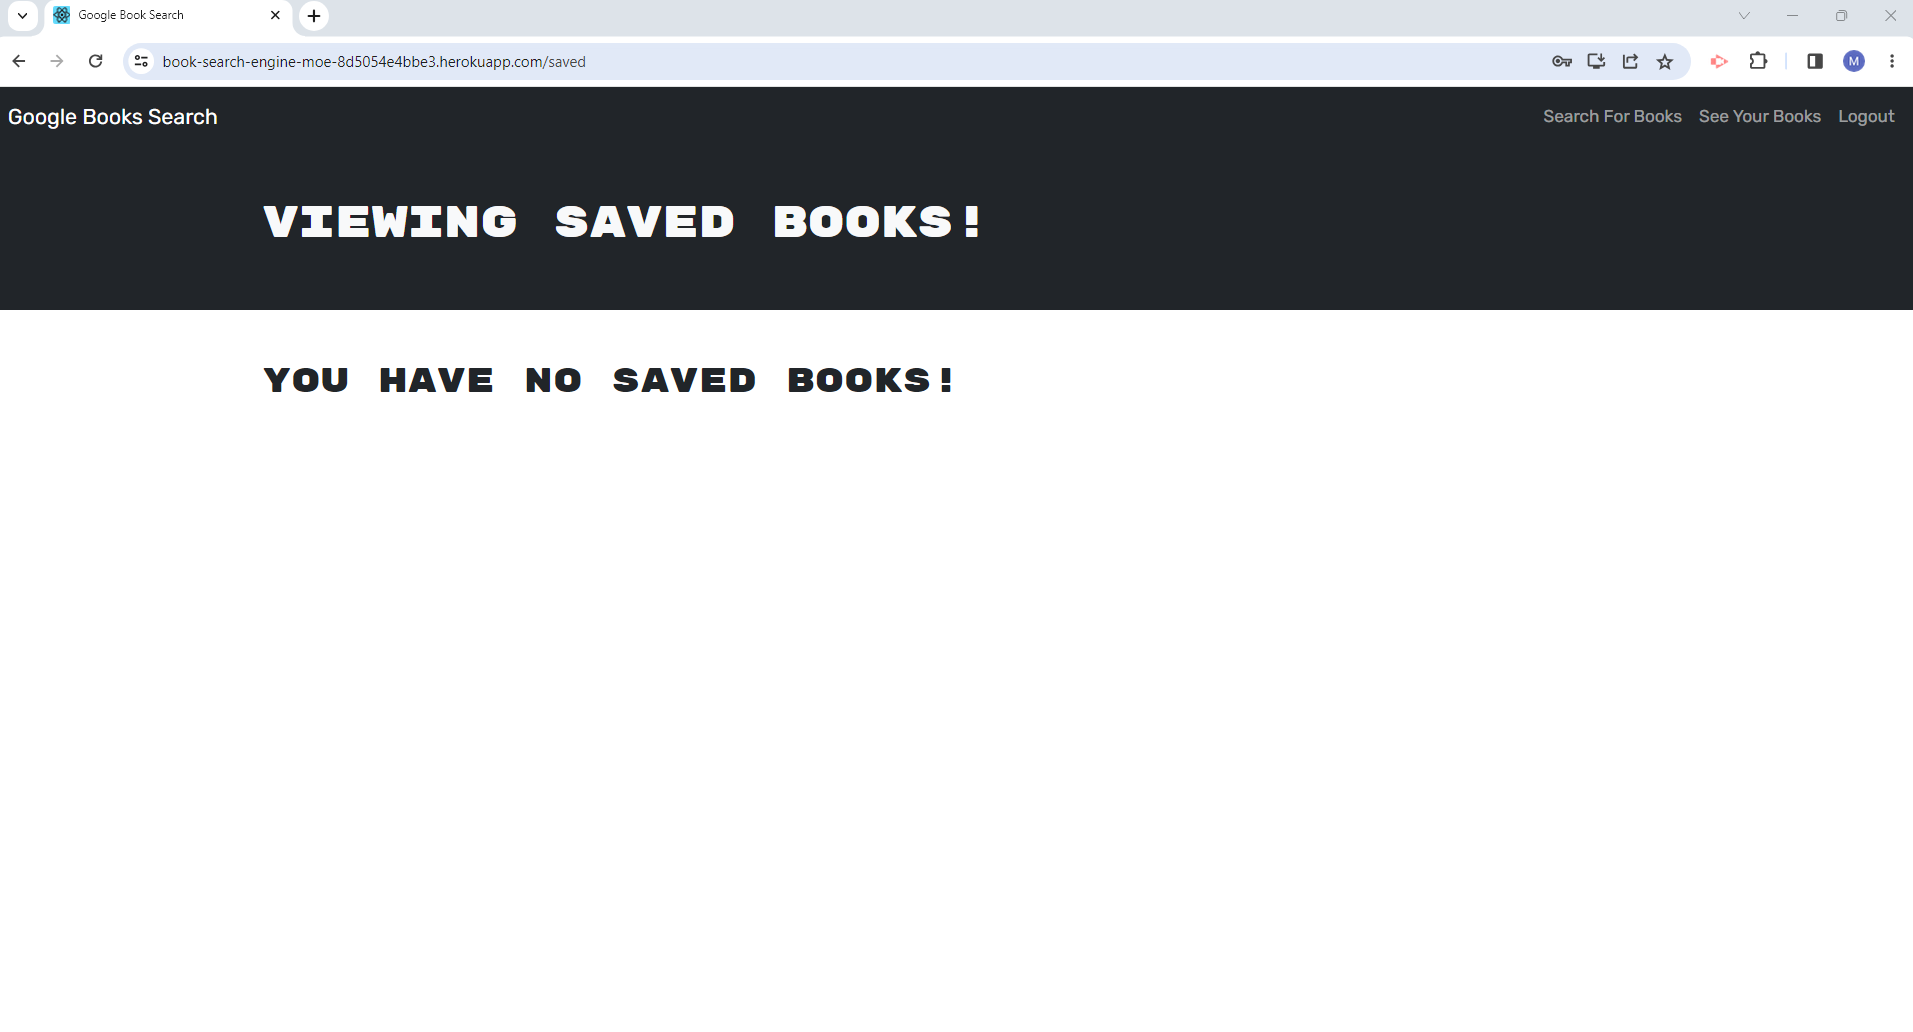 Google Book Search
book-search-engine-moe-8d5054e4bbe3.herokuapp.com/saved
M
Google Books Search
Search For Books See Your Books Logout
VIEWING SAVED BOOKS!
YOU HAVE NO SAVED BOOKS!